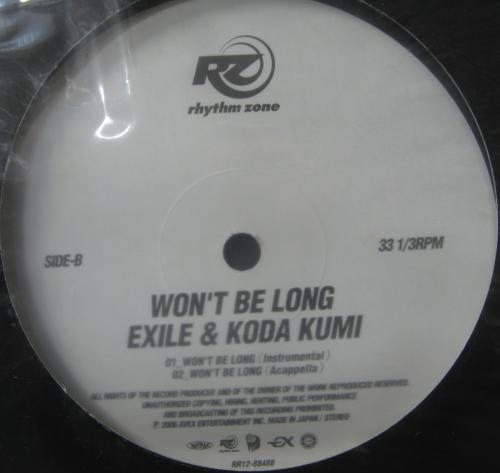 RZ
rhythm zone
SIDE-B
33 1/3RPM
WON'T BE LONG
EXILE & KODA KUMI
01_WON'T BE LONG (Instrumental)
02_WON'T BE LONG (Acappella)
ALL RIGHTS OF THE RECORD PRODUCER AND OF THE OWNER OF THE WORK REPRODUCED RESERVED.
UNAUTHORIZED COPYING, HIRING, RENTING, PUBLIC PERFORMANCE
AND BROADCASTING OF THIS RECORDING PROHIBITED.
Ⓟ 2006 AVEX ENTERTAINMENT INC. MADE IN JAPAN / STEREO
EX
RR12-88488